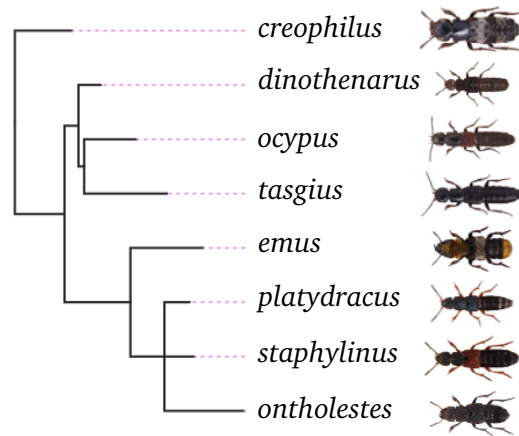 creophilus
dinothenarus
ocypus
tasgius
emus
platydracus
staphylinus
ontholestes